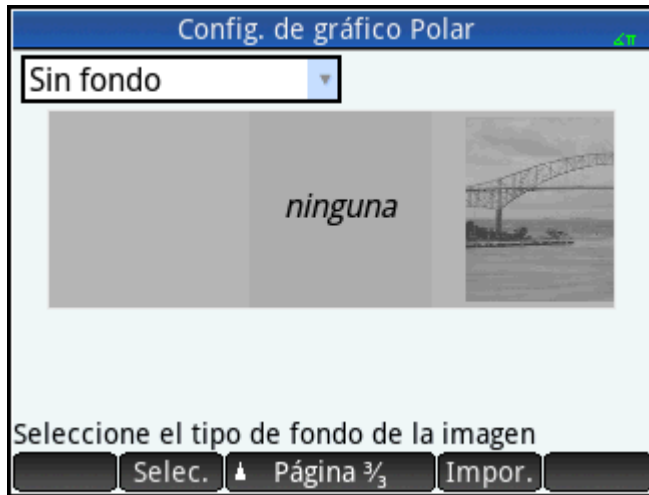 Config. de gráfico Polar
∡π
Sin fondo
ninguna
Seleccione el tipo de fondo de la imagen
Selec. Página ³⁄₃ Impor.